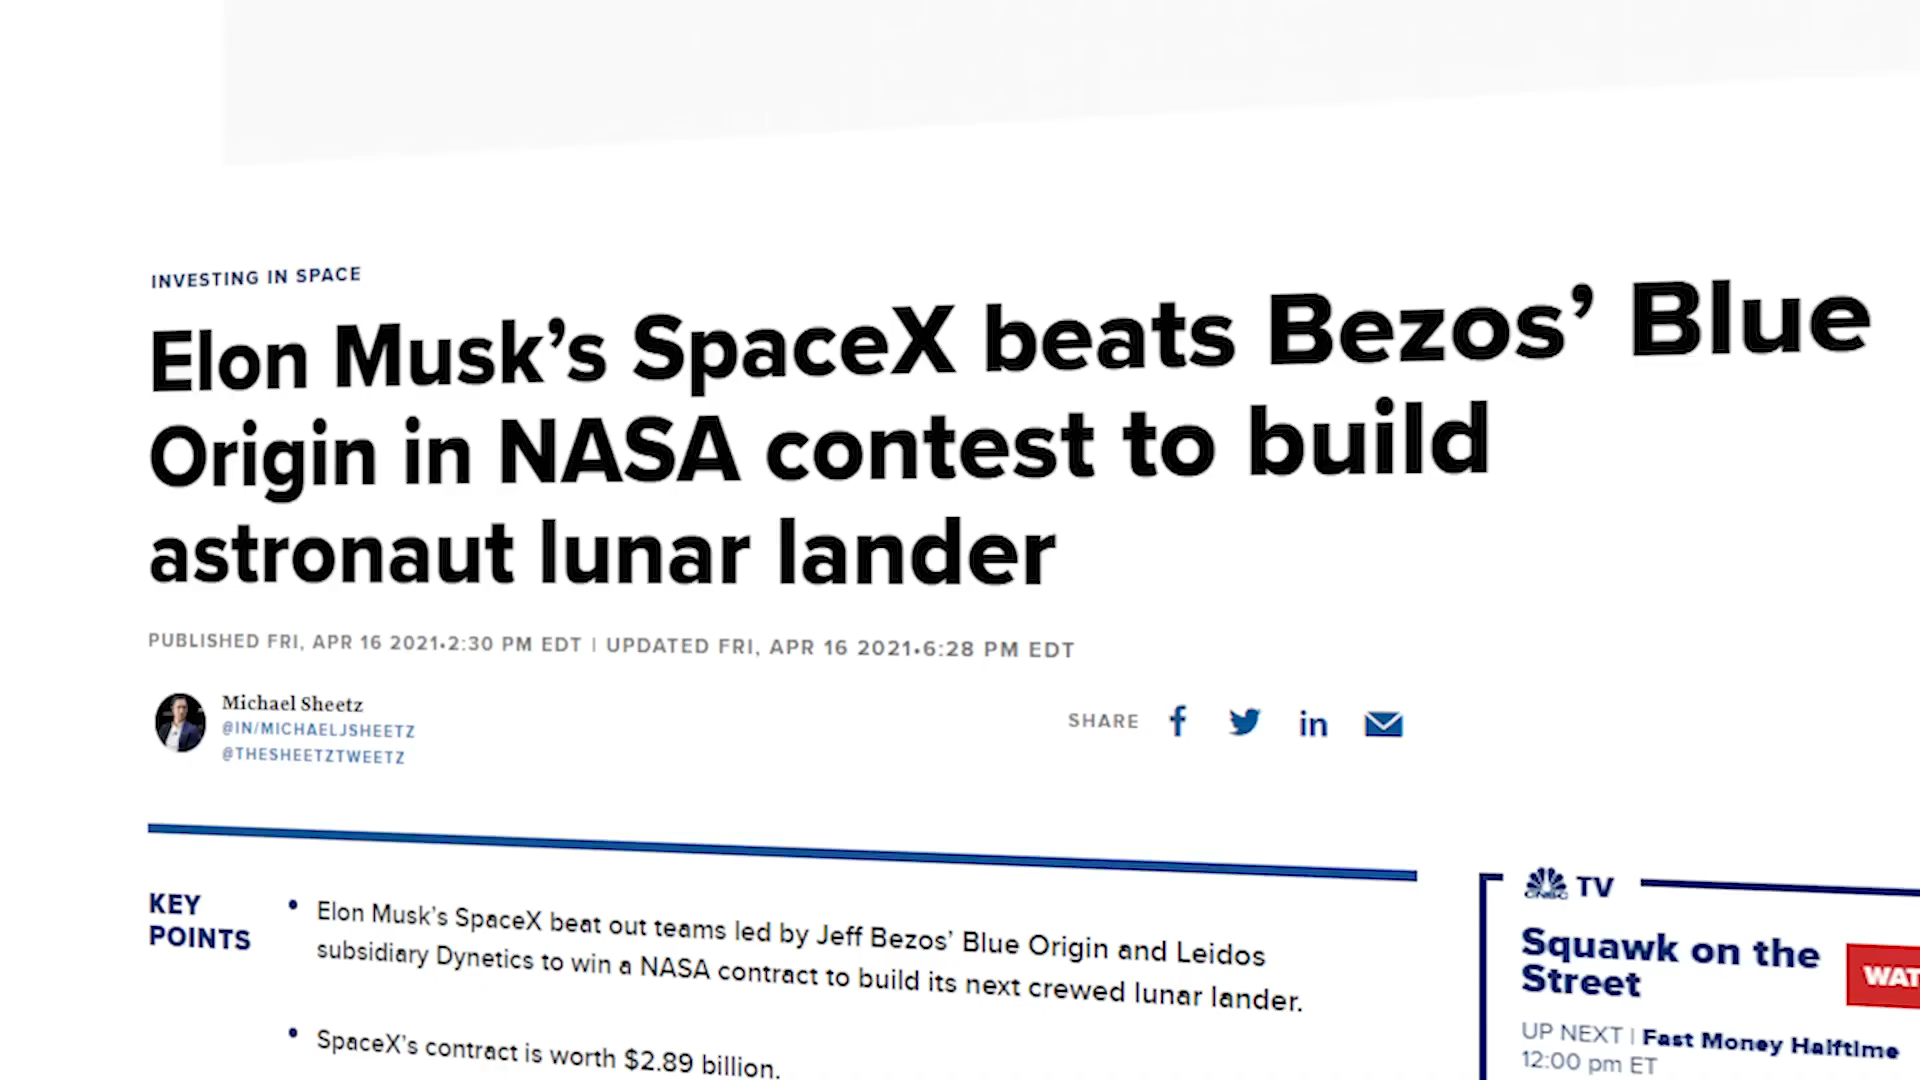 INVESTING IN SPACE
Elon Musk’s SpaceX beats Bezos’ Blue
Origin in NASA contest to build
astronaut lunar lander
PUBLISHED FRI, APR 16 2021•2:30 PM EDT | UPDATED FRI, APR 16 2021•6:28 PM EDT
Michael Sheetz
@IN/MICHAELJSHEETZ
@THESHEETZTWEETZ
SHARE
KEY
POINTS
• Elon Musk’s SpaceX beat out teams led by Jeff Bezos’ Blue Origin and Leidos
subsidiary Dynetics to win a NASA contract to build its next crewed lunar lander.
• SpaceX’s contract is worth $2.89 billion.
CNBC TV
Squawk on the
Street
WAT
UP NEXT | Fast Money Halftime
12:00 pm ET